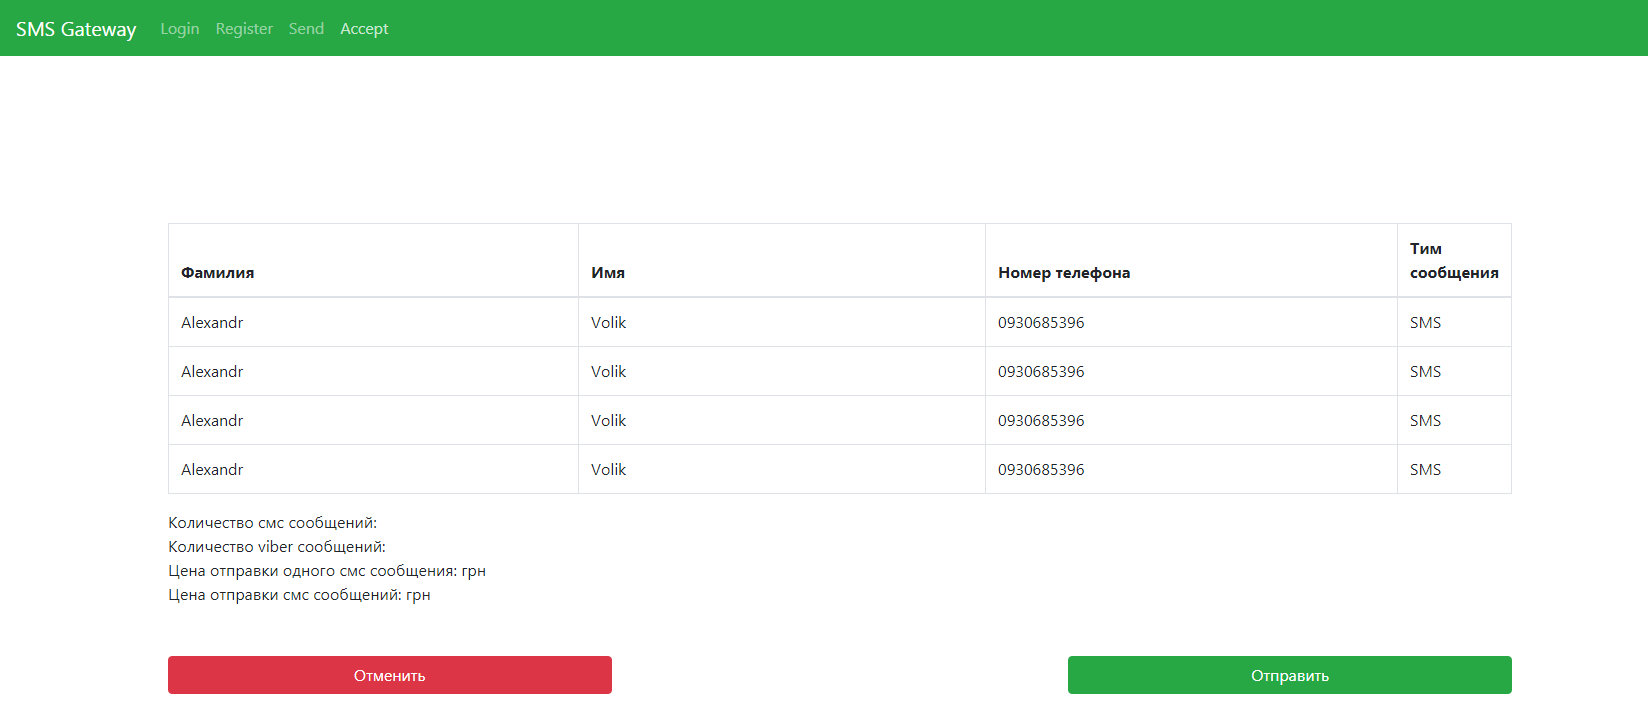 SMS Gateway Login Register Send Accept
Фамилия Имя Номер телефона Тим сообщения
Alexandr Volik 0930685396 SMS
Alexandr Volik 0930685396 SMS
Alexandr Volik 0930685396 SMS
Alexandr Volik 0930685396 SMS
Количество смс сообщений:
Количество viber сообщений:
Цена отправки одного смс сообщения: грн
Цена отправки смс сообщений: грн
Отменить Отправить